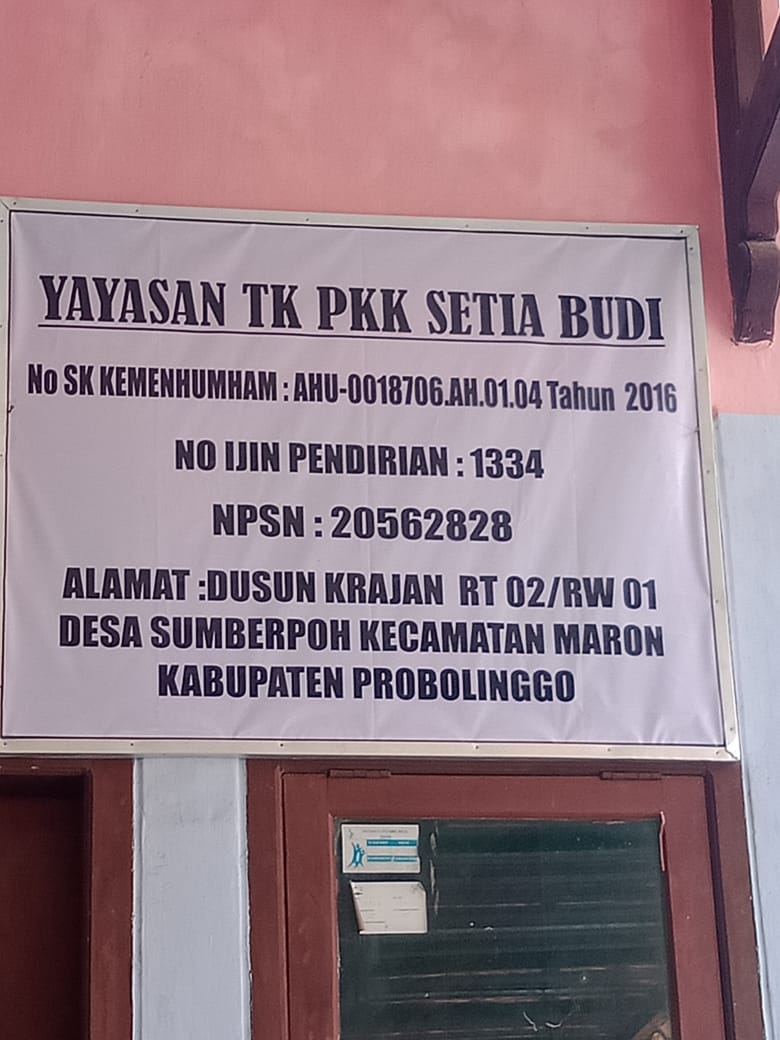 YAYASAN TK PKK SETIA BUDI
No SK KEMENHUMHAM : AHU-0018706.AH.01.04 Tahun 2016
NO IJIN PENDIRIAN : 1334
NPSN : 20562828
ALAMAT :DUSUN KRAJAN RT 02/RW 01
DESA SUMBERPOH KECAMATAN MARON
KABUPATEN PROBOLINGGO